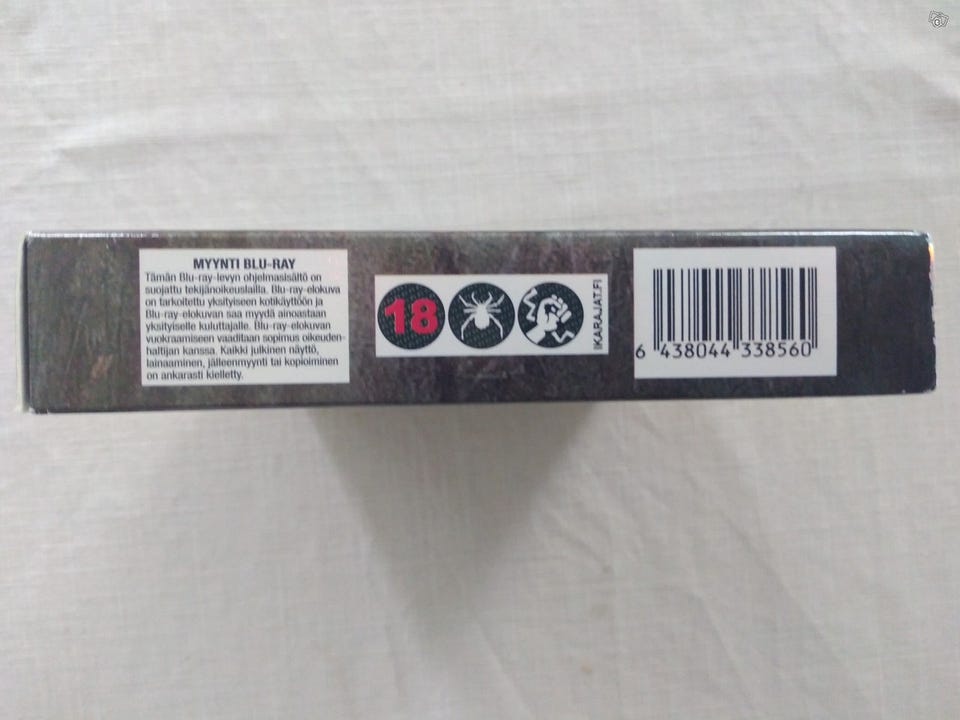 MYYNTI BLU-RAY
Tämän Blu-ray-levyn ohjelmasisältö on
suojattu tekijänoikeuslailla. Blu-ray-elokuva
on tarkoitettu yksityiseen kotikäyttöön ja
Blu-ray-elokuvan saa myydä ainoastaan
yksityiselle kuluttajalle. Blu-ray-elokuvan
vuokraamiseen vaaditaan sopimus oikeuden-
haltijan kanssa. Kaikki julkinen näyttö,
lainaaminen, jälleenmyynti tai kopioiminen
on ankarasti kielletty.
18
IKARAJAT.FI
6 438044 338560